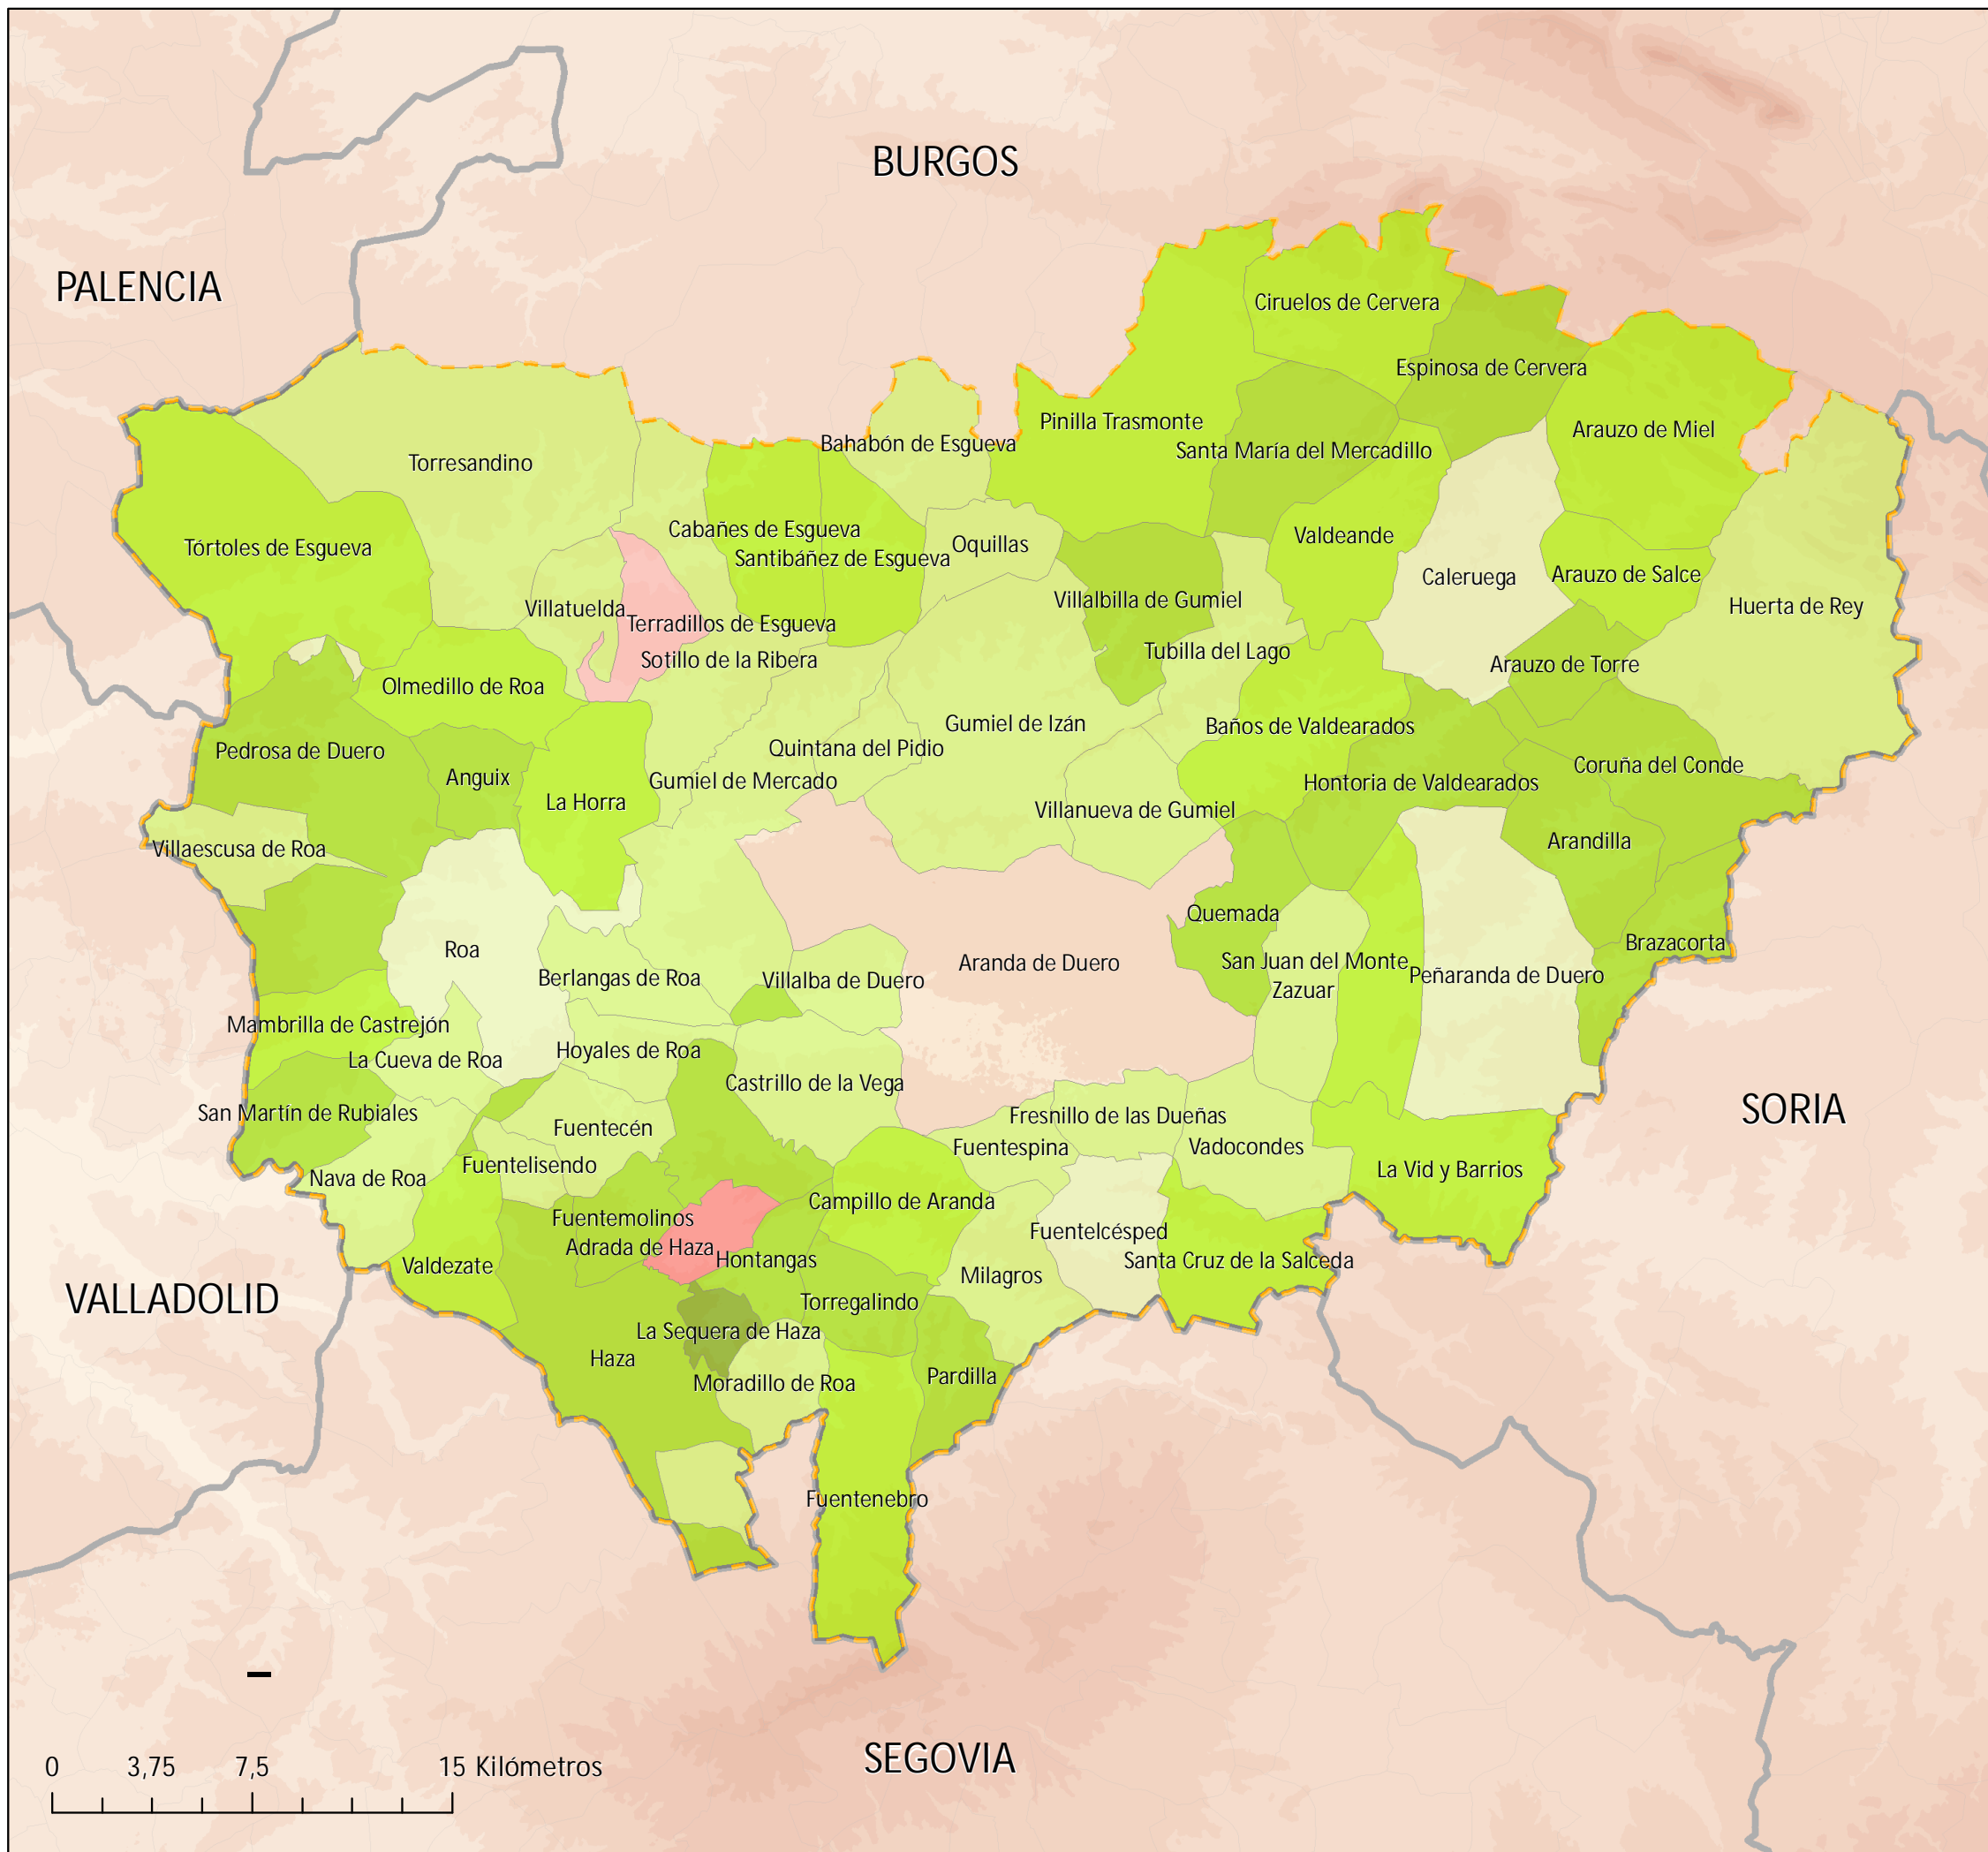 BURGOS
PALENCIA
Ciruelos de Cervera
Espinosa de Cervera
Pinilla Trasmonte
Arauzo de Miel
Bahabón de Esgueva
Santa María del Mercadillo
Torresandino
Cabañes de Esgueva
Valdeande
Oquillas
Tórtoles de Esgueva
Santibáñez de Esgueva
Arauzo de Salce
Caleruega
Villalbilla de Gumiel
Huerta de Rey
Villatuelda
Terradillos de Esgueva
Tubilla del Lago
Sotillo de la Ribera
Arauzo de Torre
Olmedillo de Roa
Gumiel de Izán
Baños de Valdearados
Quintana del Pidio
Pedrosa de Duero
Coruña del Conde
Anguix
Gumiel de Mercado
Hontoria de Valdearados
La Horra
Villanueva de Gumiel
Arandilla
Villaescusa de Roa
Quemada
Brazacorta
Roa
San Juan del Monte
Aranda de Duero
Peñaranda de Duero
Berlangas de Roa
Villalba de Duero
Zazuar
Mambrilla de Castrejón
Hoyales de Roa
La Cueva de Roa
Castrillo de la Vega
SORIA
San Martín de Rubiales
Fresnillo de las Dueñas
Fuentecén
Fuentespina
Vadocondes
Fuentelisendo
La Vid y Barrios
Nava de Roa
Campillo de Aranda
Fuentemolinos
Fuentelcésped
Adrada de Haza
Hontangas
Santa Cruz de la Salceda
Valdezate
Milagros
VALLADOLID
Torregalindo
La Sequera de Haza
Haza
Pardilla
Moradillo de Roa
Fuentenebro
SEGOVIA
0 3,75 7,5 15 Kilómetros